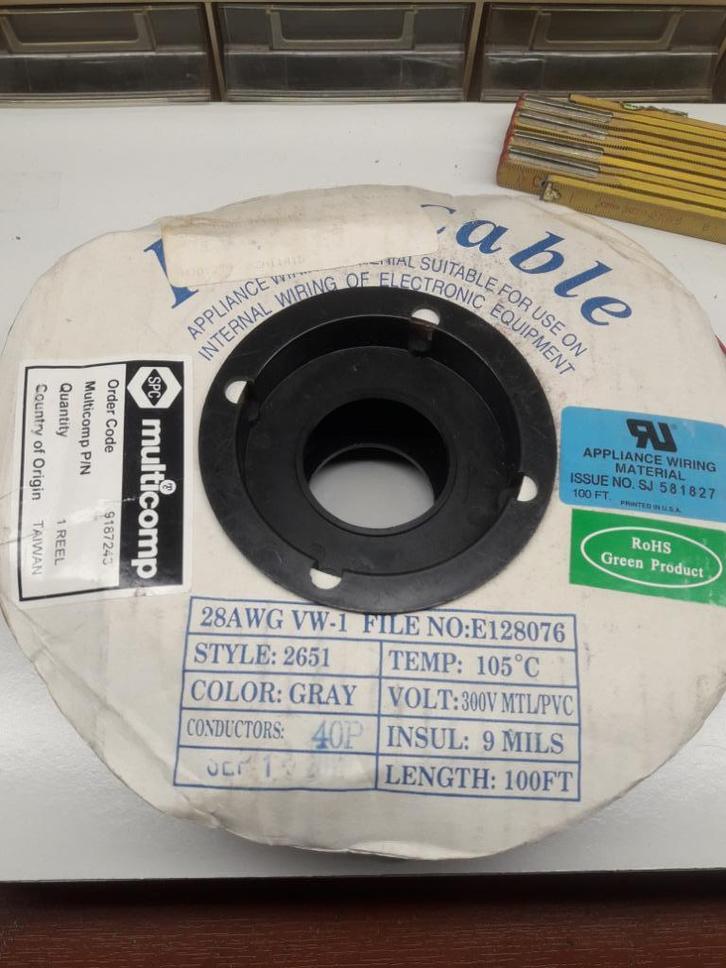 cable
APPLIANCE SUITABLE FOR USE ON
INTERNAL WIRING OF ELECTRONIC EQUIPMENT
SPC
multicomp
Order Code 9187243
Multicomp P/N
Quantity 1 REEL
Country of Origin TAIWAN
APPLIANCE WIRING
MATERIAL
ISSUE NO. SJ 581827
100 FT. PRINTED IN U.S.A.
RoHS
Green Product
28AWG VW-1 FILE NO:E128076
STYLE: 2651 TEMP: 105°C
COLOR: GRAY VOLT:300V MTL/PVC
CONDUCTORS: 40P INSUL: 9 MILS
LENGTH: 100FT